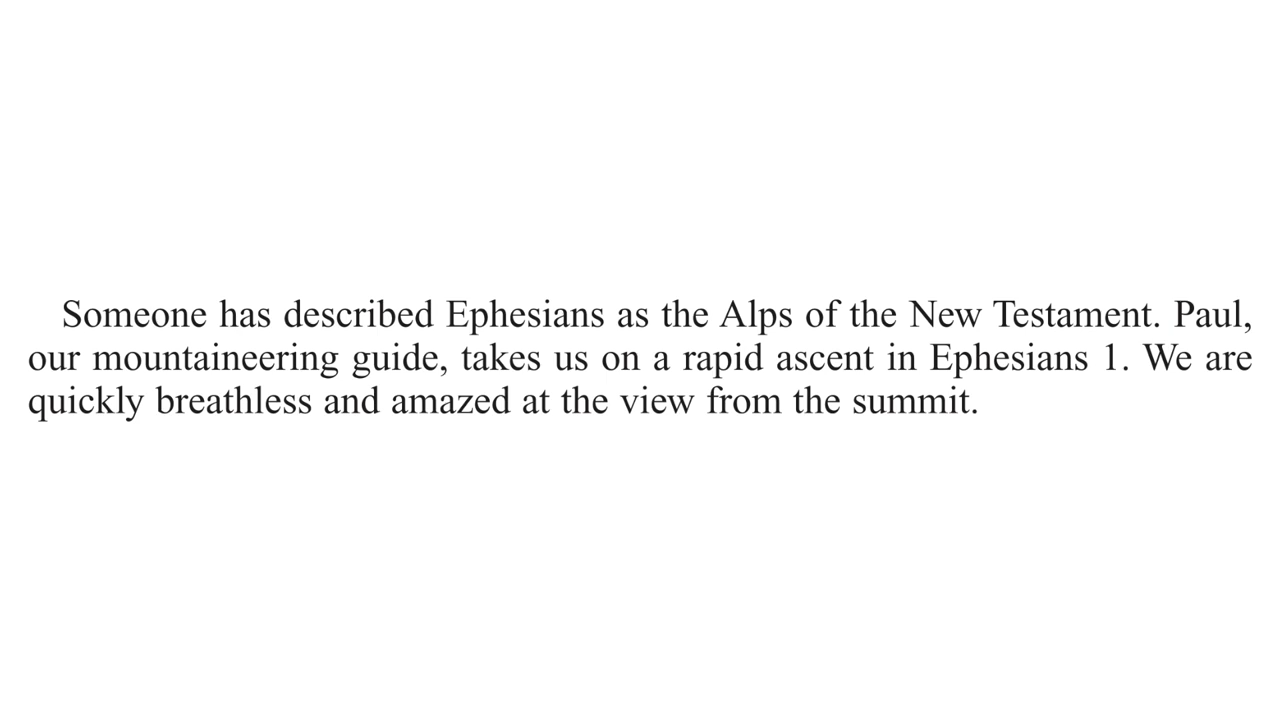 Someone has described Ephesians as the Alps of the New Testament. Paul,
our mountaineering guide, takes us on a rapid ascent in Ephesians 1. We are
quickly breathless and amazed at the view from the summit.